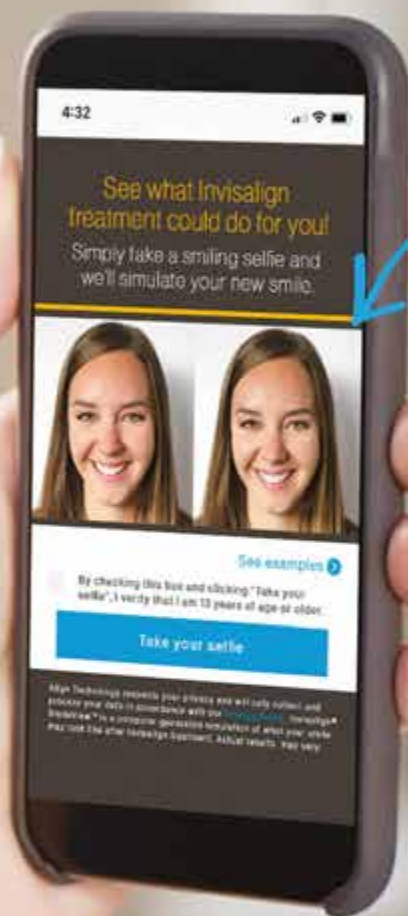 4:32
See what Invisalign
treatment could do for you!
Simply take a smiling selfie and
we'll simulate your new smile.
See examples
By checking this box and clicking "Take your
selfie", I verify that I am 13 years of age or older.
Take your selfie
Align Technology respects your privacy and will only collect and
process your data in accordance with our Invisalign®
SmileView™ is a computer generated simulation of what your smile
may look like after Invisalign treatment. Actual results may vary.